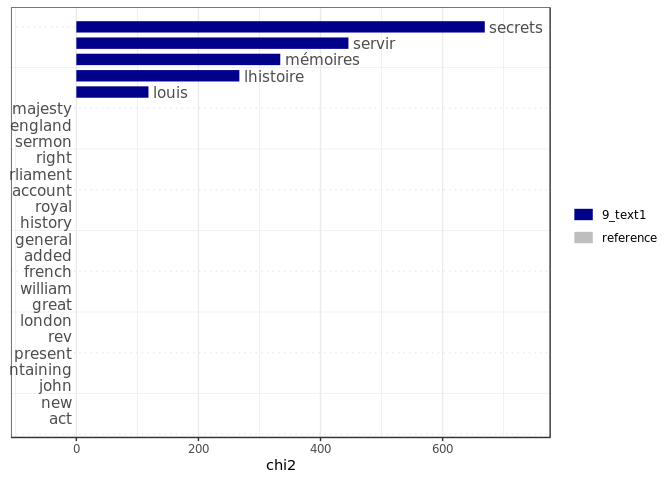 secrets
servir
mémoires
lhistoire
louis
majesty
england
sermon
right
rliament
account
royal
history
general
added
french
william
great
london
rev
present
ntaining
john
new
act
0 200 400 600
chi2
9_text1
reference